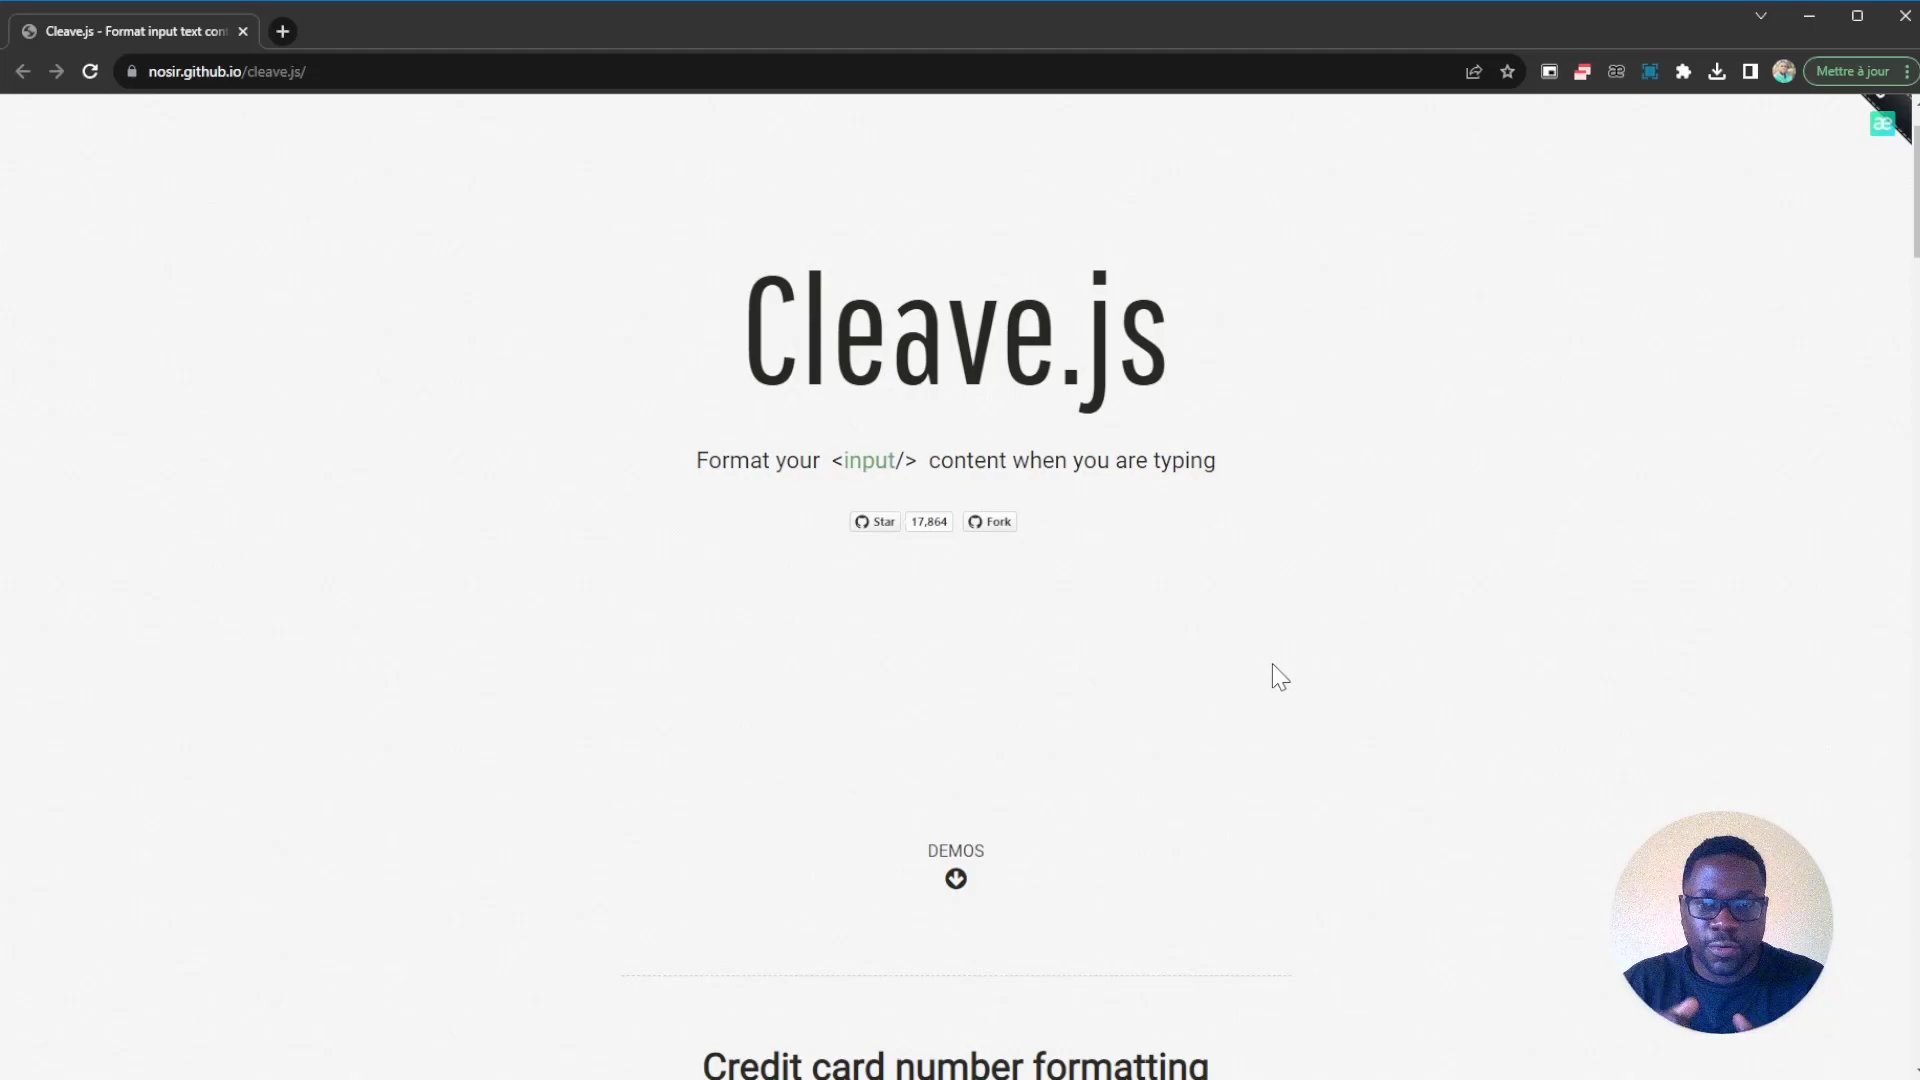 Cleave.js - Format input text con
nosir.github.io/cleave.js/
Mettre à jour
æ
Cleave.js
Format your <input/> content when you are typing
Star 17,864 Fork
DEMOS
Credit card number formatting